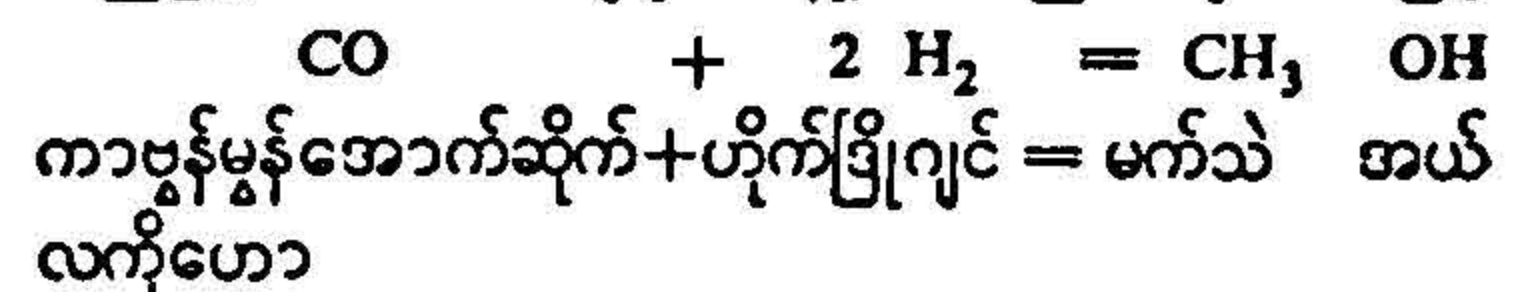 CO + 2 H₂ = CH₃ OH
ကာဗွန်မွန်အောက်ဆိုက်+ဟိုက်ဒြိုဂျင် = မက်သဲ အယ်
လကိုဟော